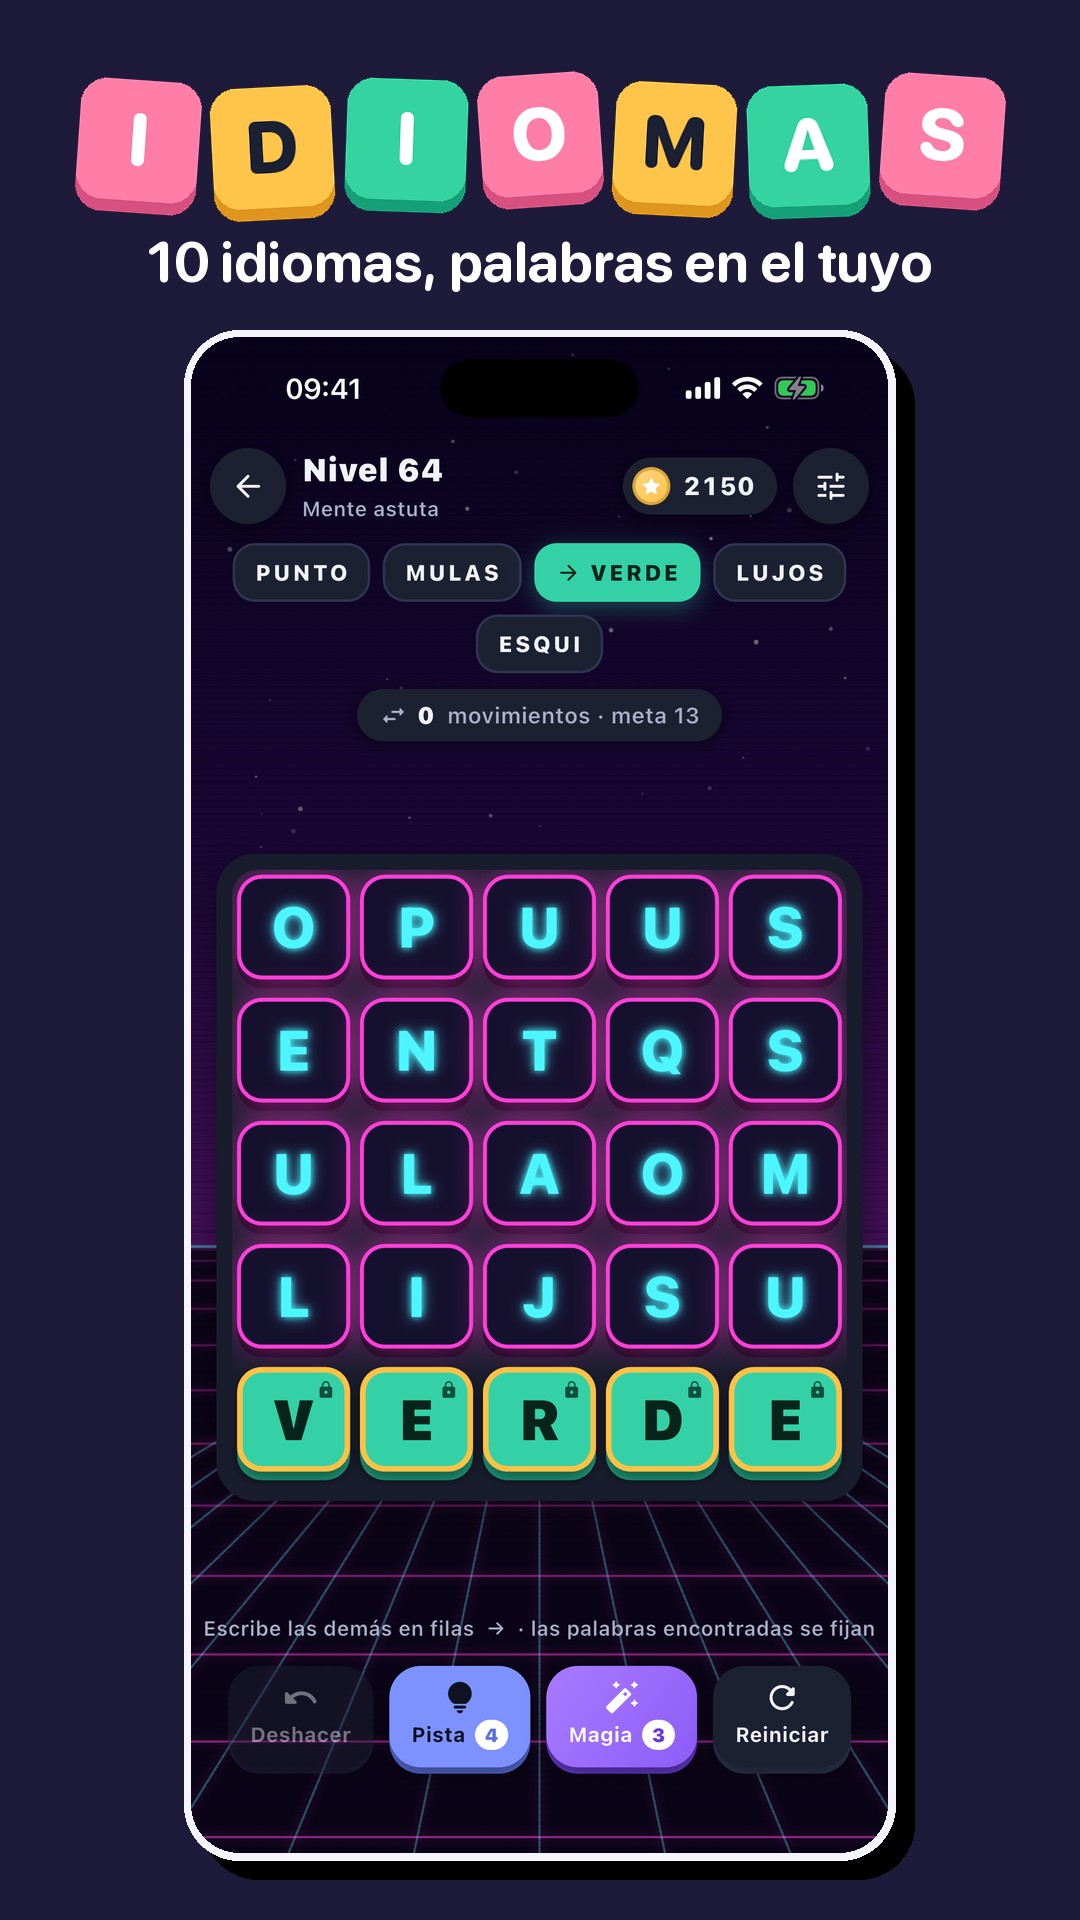 IDIOMAS
10 idiomas, palabras en el tuyo
09:41
Nivel 64
Mente astuta
2150
PUNTO MULAS → VERDE LUJOS
ESQUI
0 movimientos · meta 13
O P U U S
E N T Q S
U L A O M
L I J S U
V E R D E
Escribe las demás en filas → · las palabras encontradas se fijan
Deshacer Pista 4 Magia 3 Reiniciar